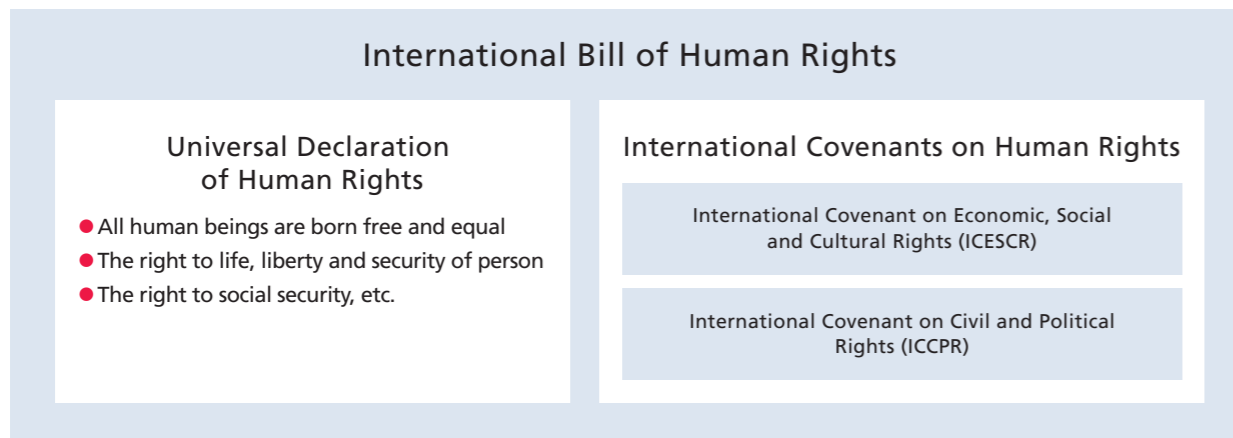 International Bill of Human Rights
Universal Declaration
of Human Rights
● All human beings are born free and equal
● The right to life, liberty and security of person
● The right to social security, etc.
International Covenants on Human Rights
International Covenant on Economic, Social
and Cultural Rights (ICESCR)
International Covenant on Civil and Political
Rights (ICCPR)